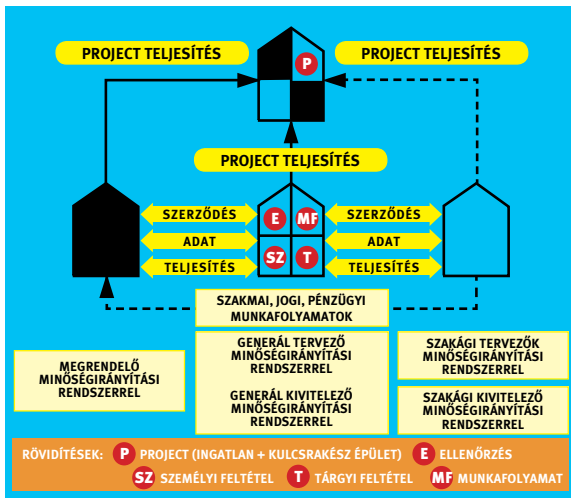 PROJECT TELJESÍTÉS
PROJECT TELJESÍTÉS
P
PROJECT TELJESÍTÉS
SZERZŐDÉS
E
MF
SZERZŐDÉS
ADAT
ADAT
TELJESÍTÉS
SZ
T
TELJESÍTÉS
SZAKMAI, JOGI, PÉNZÜGYI
MUNKAFOLYAMATOK
MEGRENDELŐ
MINŐSÉGIRÁNYÍTÁSI
RENDSZERREL
GENERÁL TERVEZŐ
MINŐSÉGIRÁNYÍTÁSI
RENDSZERREL
GENERÁL KIVITELEZŐ
MINŐSÉGIRÁNYÍTÁSI
RENDSZERREL
SZAKÁGI TERVEZŐK
MINŐSÉGIRÁNYÍTÁSI
RENDSZERREL
SZAKÁGI KIVITELEZŐ
MINŐSÉGIRÁNYÍTÁSI
RENDSZERREL
RÖVIDÍTÉSEK: P PROJECT (INGATLAN + KULCSRAKÉSZ ÉPÜLET) E ELLENŐRZÉS
SZ SZEMÉLYI FELTÉTEL T TÁRGYI FELTÉTEL MF MUNKAFOLYAMAT